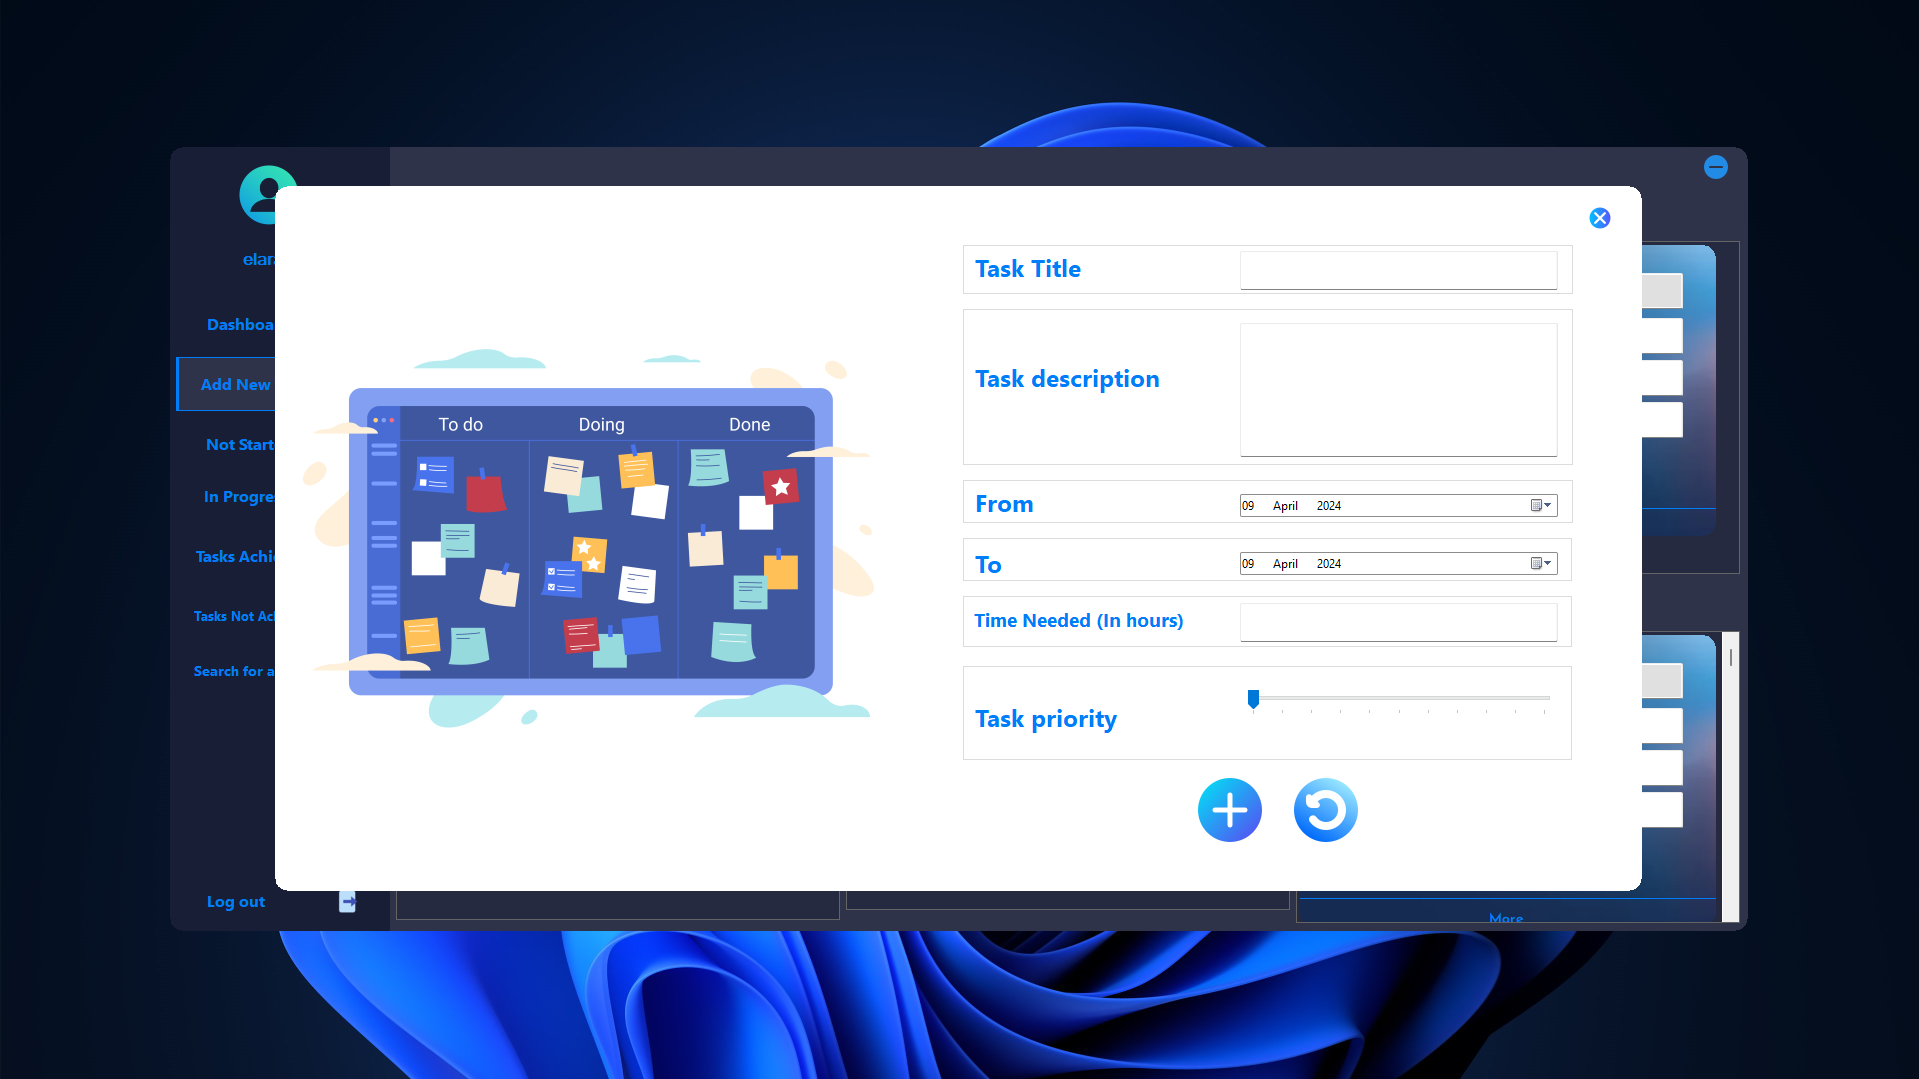 elar
Dashboa
Add New
Not Start
In Progre
Tasks Achi
Tasks Not Ac
Search for a
Log out
To do
Doing
Done
Task Title
Task description
From
09 April 2024
To
09 April 2024
Time Needed (In hours)
Task priority
More